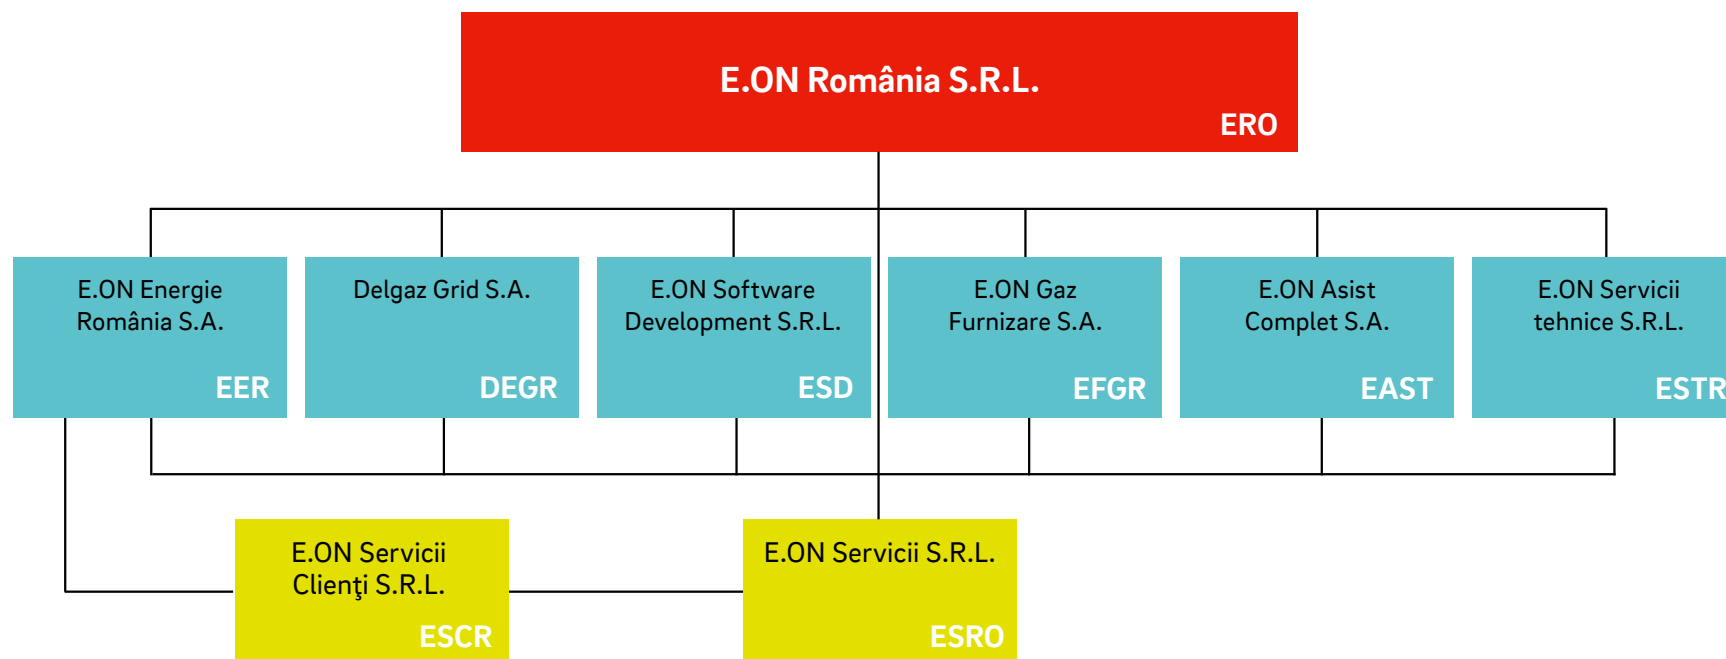 E.ON România S.R.L.
ERO
E.ON Energie
România S.A.
EER
Delgaz Grid S.A.
DEGR
E.ON Software
Development S.R.L.
ESD
E.ON Gaz
Furnizare S.A.
EFGR
E.ON Asist
Complet S.A.
EAST
E.ON Servicii
tehnice S.R.L.
ESTR
E.ON Servicii
Clienţi S.R.L.
ESCR
E.ON Servicii S.R.L.
ESRO